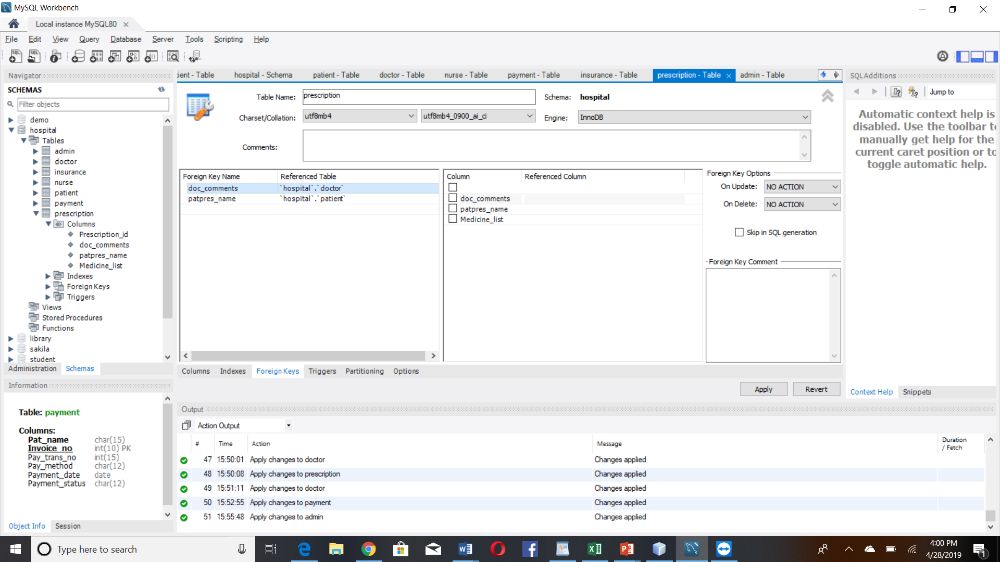 MySQL Workbench
Local instance MySQL80
File Edit View Query Database Server Tools Scripting Help
Navigator
SCHEMAS
Filter objects
demo
hospital
Tables
admin
doctor
insurance
nurse
patient
payment
prescription
Columns
Prescription_id
doc_comments
patpres_name
Medicine_list
Indexes
Foreign Keys
Triggers
Views
Stored Procedures
Functions
library
sakila
student
Administration Schemas
Information
Table: payment
Columns:
Pat_name char(15)
Invoice_no int(10) PK
Pay_trans_no int(15)
Pay_method char(12)
Payment_date date
Payment_status char(12)
Object Info Session
tient - Table hospital - Schema patient - Table doctor - Table nurse - Table payment - Table insurance - Table prescription - Table admin - Table
Table Name: prescription Schema: hospital
Charset/Collation: utf8mb4 utf8mb4_0900_ai_ci Engine: InnoDB
Comments:
Foreign Key Name Referenced Table
doc_comments `hospital`.`doctor`
patpres_name `hospital`.`patient`
Column Referenced Column
doc_comments
patpres_name
Medicine_list
Foreign Key Options
On Update: NO ACTION
On Delete: NO ACTION
Skip in SQL generation
Foreign Key Comment
Columns Indexes Foreign Keys Triggers Partitioning Options
Apply Revert
SQLAdditions
Jump to
Automatic context help is
disabled. Use the toolbar to
manually get help for the
current caret position or to
toggle automatic help.
Context Help Snippets
Output
Action Output
# Time Action Message Duration / Fetch
47 15:50:01 Apply changes to doctor Changes applied
48 15:50:08 Apply changes to prescription Changes applied
49 15:51:11 Apply changes to doctor Changes applied
50 15:52:55 Apply changes to payment Changes applied
51 15:55:48 Apply changes to admin Changes applied
Type here to search
4:00 PM
4/28/2019
1